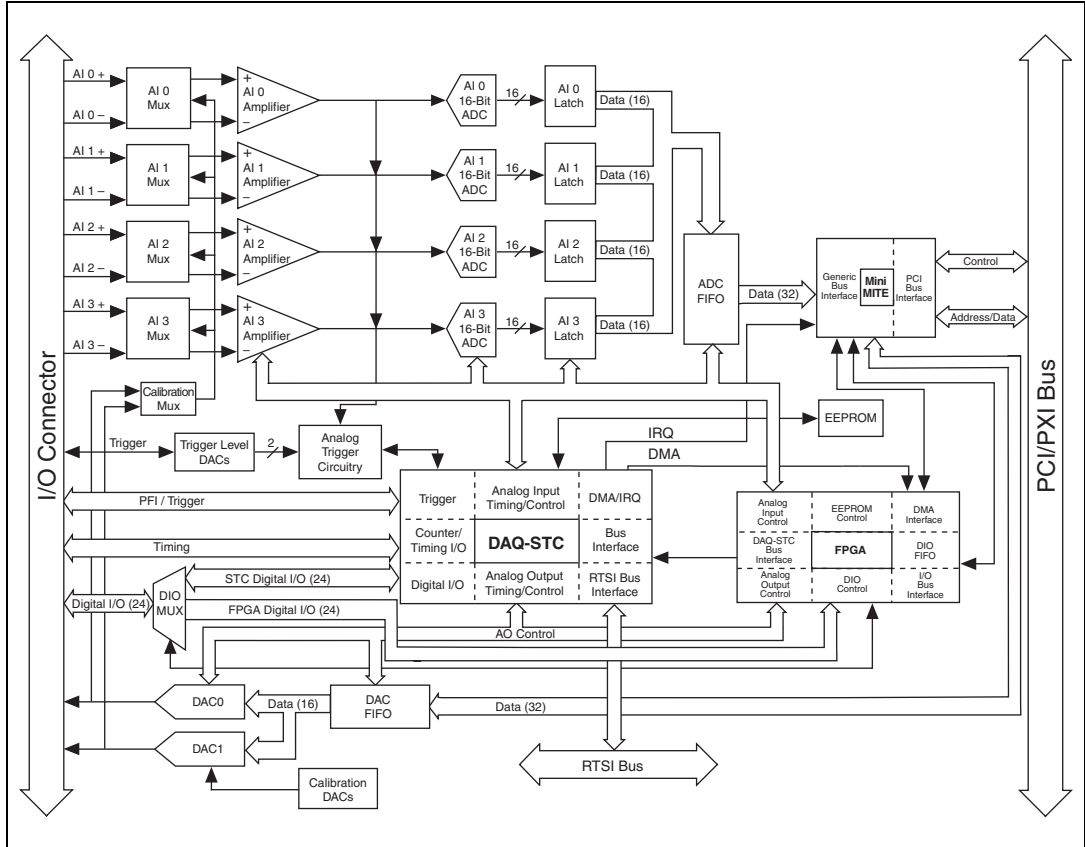 I/O Connector
PCI/PXI Bus
AI 0 +
AI 0 –
AI 0
Mux
+
AI 0
Amplifier
–
AI 0
16-Bit
ADC
16
AI 0
Latch
Data (16)
AI 1 +
AI 1 –
AI 1
Mux
+
AI 1
Amplifier
–
AI 1
16-Bit
ADC
16
AI 1
Latch
Data (16)
AI 2 +
AI 2 –
AI 2
Mux
+
AI 2
Amplifier
–
AI 2
16-Bit
ADC
16
AI 2
Latch
Data (16)
AI 3 +
AI 3 –
AI 3
Mux
+
AI 3
Amplifier
–
AI 3
16-Bit
ADC
16
AI 3
Latch
Data (16)
ADC
FIFO
Data (32)
Generic
Bus
Interface
Mini
MITE
PCI
Bus
Interface
Control
Address/Data
Calibration
Mux
Trigger
Trigger Level
DACs
2
Analog
Trigger
Circuitry
IRQ
DMA
EEPROM
PFI / Trigger
Timing
STC Digital I/O (24)
Digital I/O (24)
DIO
MUX
FPGA Digital I/O (24)
Trigger
Analog Input
Timing/Control
DMA/IRQ
Counter/
Timing I/O
DAQ-STC
Bus
Interface
Digital I/O
Analog Output
Timing/Control
RTSI Bus
Interface
Analog
Input
Control
EEPROM
Control
DMA
Interface
DAQ-STC
Bus
Interface
FPGA
DIO
FIFO
Analog
Output
Control
DIO
Control
I/O
Bus
Interface
AO Control
DAC0
Data (16)
DAC
FIFO
Data (32)
DAC1
Calibration
DACs
RTSI Bus